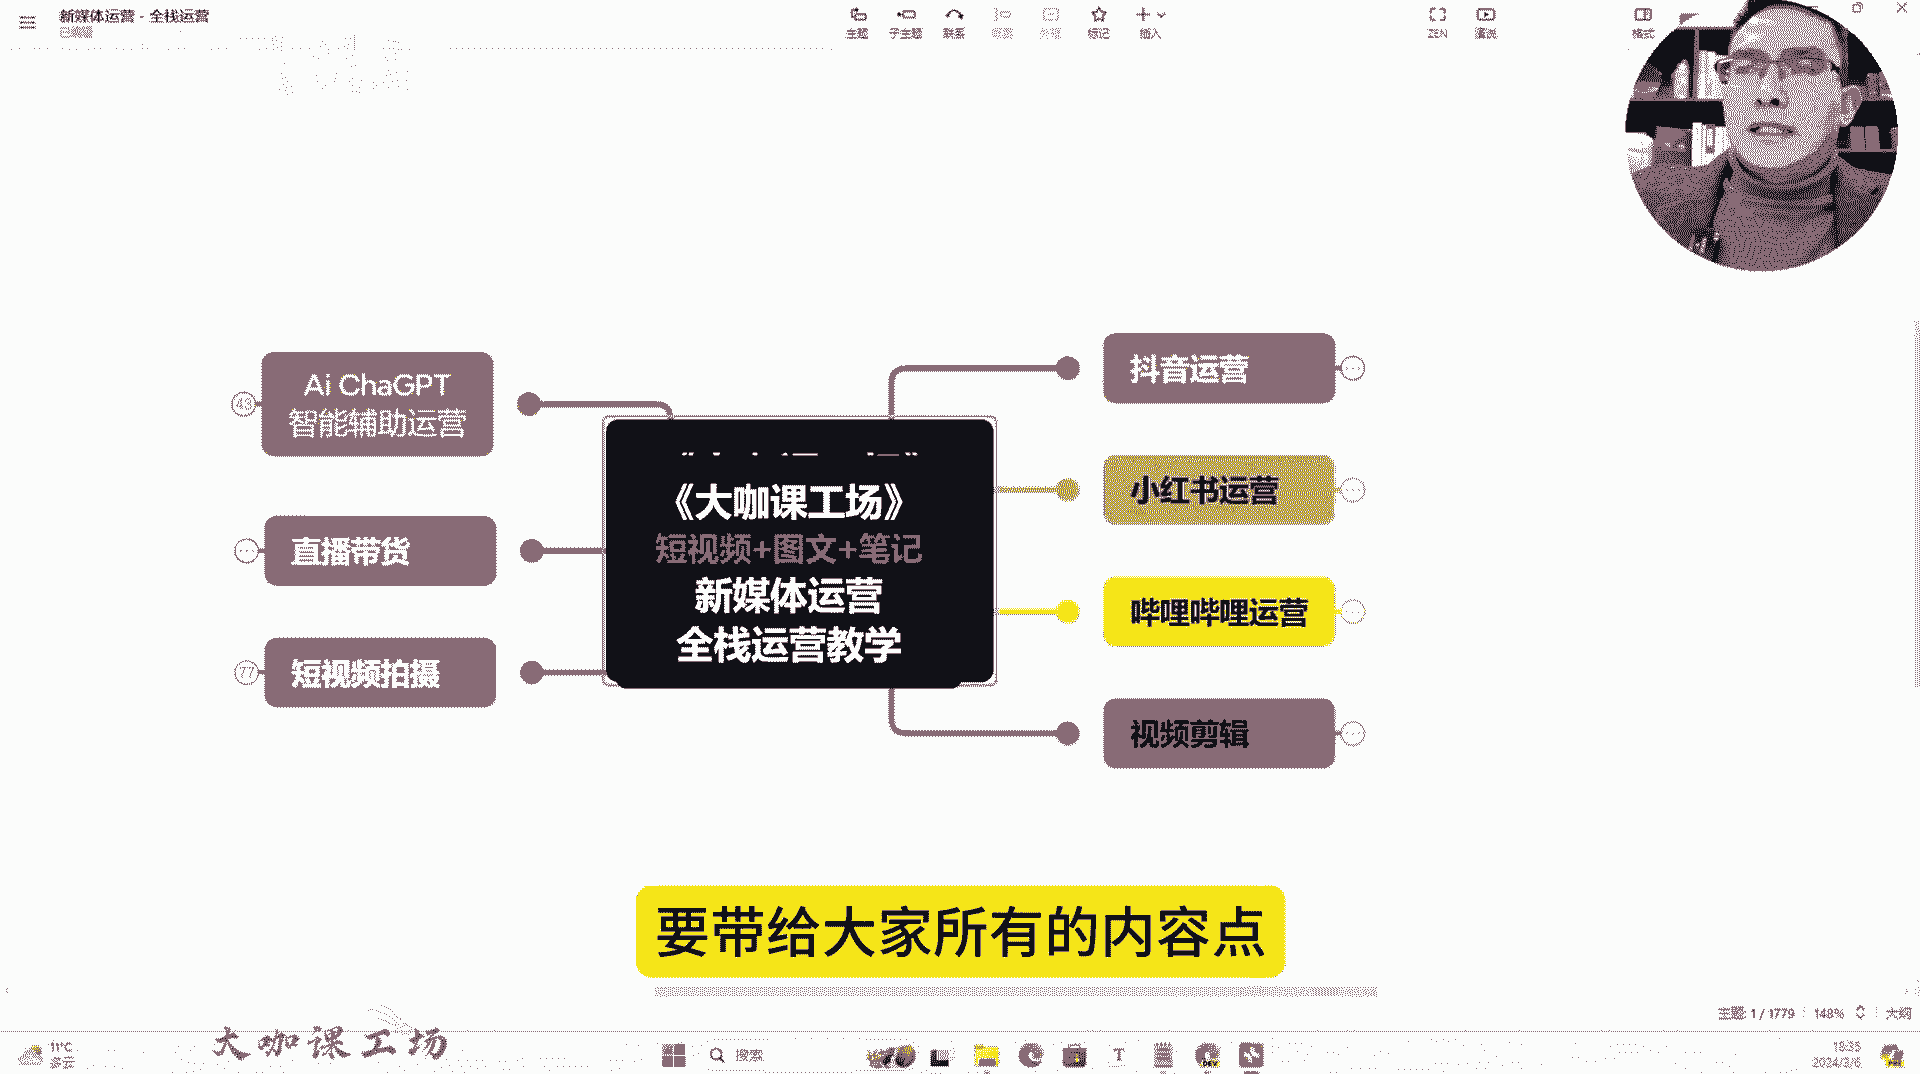 新媒体运营 - 全栈运营
已编辑
主题
子主题
联系
概要
外框
标记
插入
ZEN
演说
格式
Ai ChaGPT
智能辅助运营
43
直播带货
短视频拍摄
77
《大咖课工场》
短视频+图文+笔记
新媒体运营
全栈运营教学
抖音运营
小红书运营
哔哩哔哩运营
视频剪辑
要带给大家所有的内容点
主题: 1 / 1779
148%
大纲
大咖课工场
11°C
多云
搜索
2024/3/6